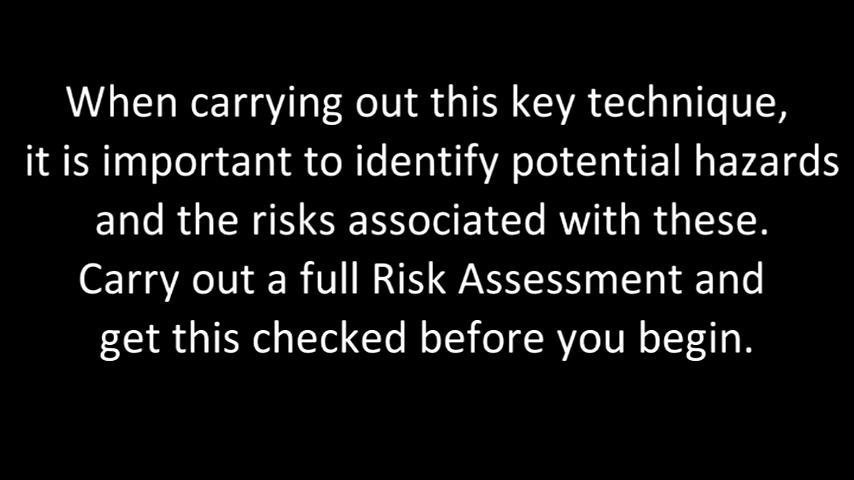 When carrying out this key technique,
it is important to identify potential hazards
and the risks associated with these.
Carry out a full Risk Assessment and
get this checked before you begin.